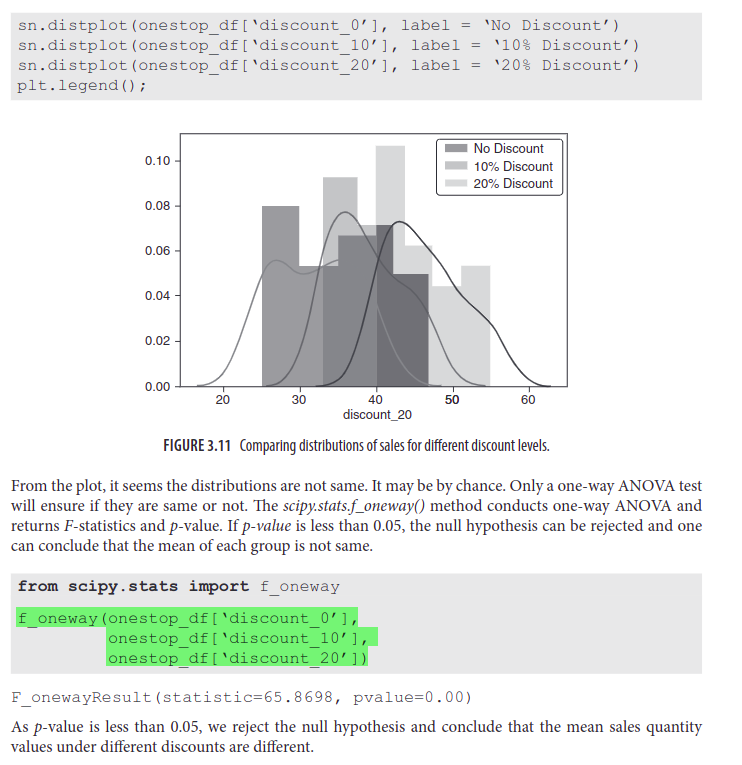 sn.distplot(onestop_df[‘discount_0’], label = ‘No Discount’)
sn.distplot(onestop_df[‘discount_10’], label = ‘10% Discount’)
sn.distplot(onestop_df[‘discount_20’], label = ‘20% Discount’)
plt.legend();
No Discount
10% Discount
20% Discount
0.10
0.08
0.06
0.04
0.02
0.00
20 30 40 50 60
discount_20
FIGURE 3.11 Comparing distributions of sales for different discount levels.
From the plot, it seems the distributions are not same. It may be by chance. Only a one-way ANOVA test
will ensure if they are same or not. The scipy.stats.f_oneway() method conducts one-way ANOVA and
returns F-statistics and p-value. If p-value is less than 0.05, the null hypothesis can be rejected and one
can conclude that the mean of each group is not same.
from scipy.stats import f_oneway
f_oneway(onestop_df[‘discount_0’],
onestop_df[‘discount_10’],
onestop_df[‘discount_20’])
F_onewayResult(statistic=65.8698, pvalue=0.00)
As p-value is less than 0.05, we reject the null hypothesis and conclude that the mean sales quantity
values under different discounts are different.